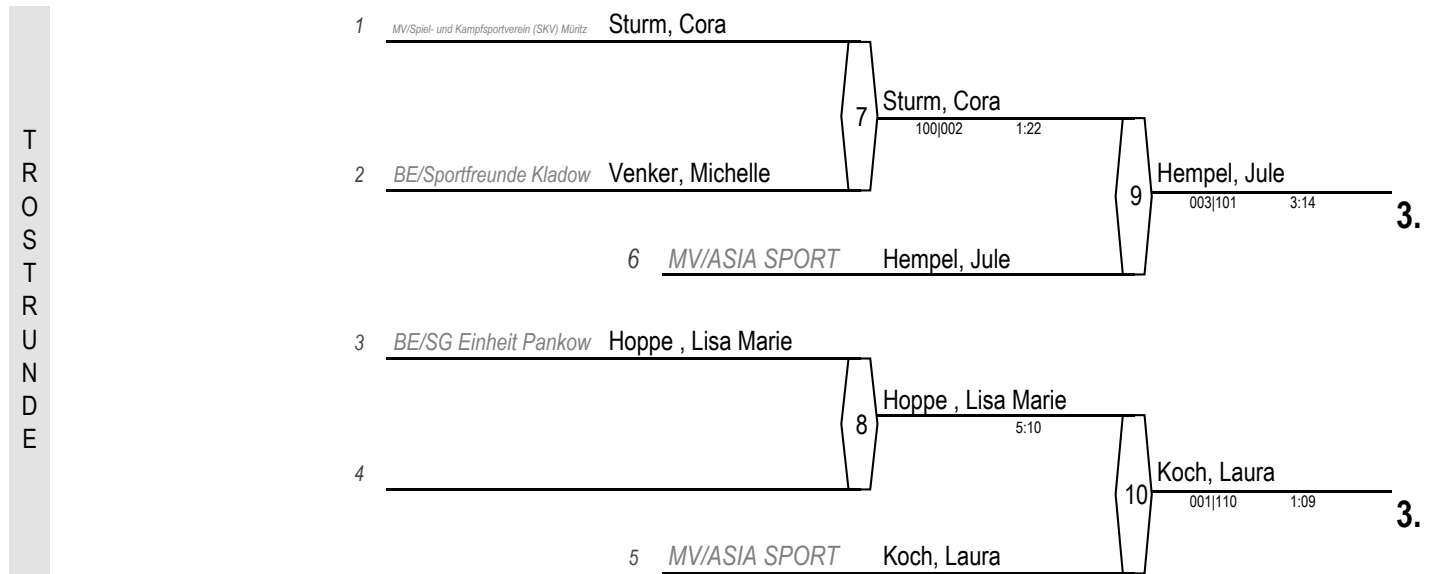 TROSTRUNDE
1 MV/Spiel- und Kampfsportverein (SKV) Müritz Sturm, Cora
7 Sturm, Cora
100|002 1:22
2 BE/Sportfreunde Kladow Venker, Michelle
9 Hempel, Jule
003|101 3:14
3.
6 MV/ASIA SPORT Hempel, Jule
3 BE/SG Einheit Pankow Hoppe , Lisa Marie
8 Hoppe , Lisa Marie
5:10
4
10 Koch, Laura
001|110 1:09
3.
5 MV/ASIA SPORT Koch, Laura